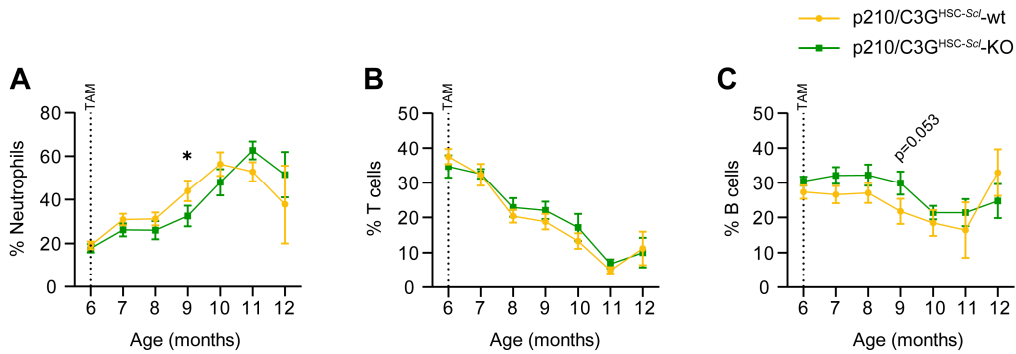 p210/C3G^HSC-Scl-wt
p210/C3G^HSC-Scl-KO
A
TAM
% Neutrophils
80
60
40
20
0
*
6 7 8 9 10 11 12
Age (months)
B
TAM
% T cells
50
40
30
20
10
0
6 7 8 9 10 11 12
Age (months)
C
TAM
% B cells
50
40
30
20
10
0
p=0.053
6 7 8 9 10 11 12
Age (months)